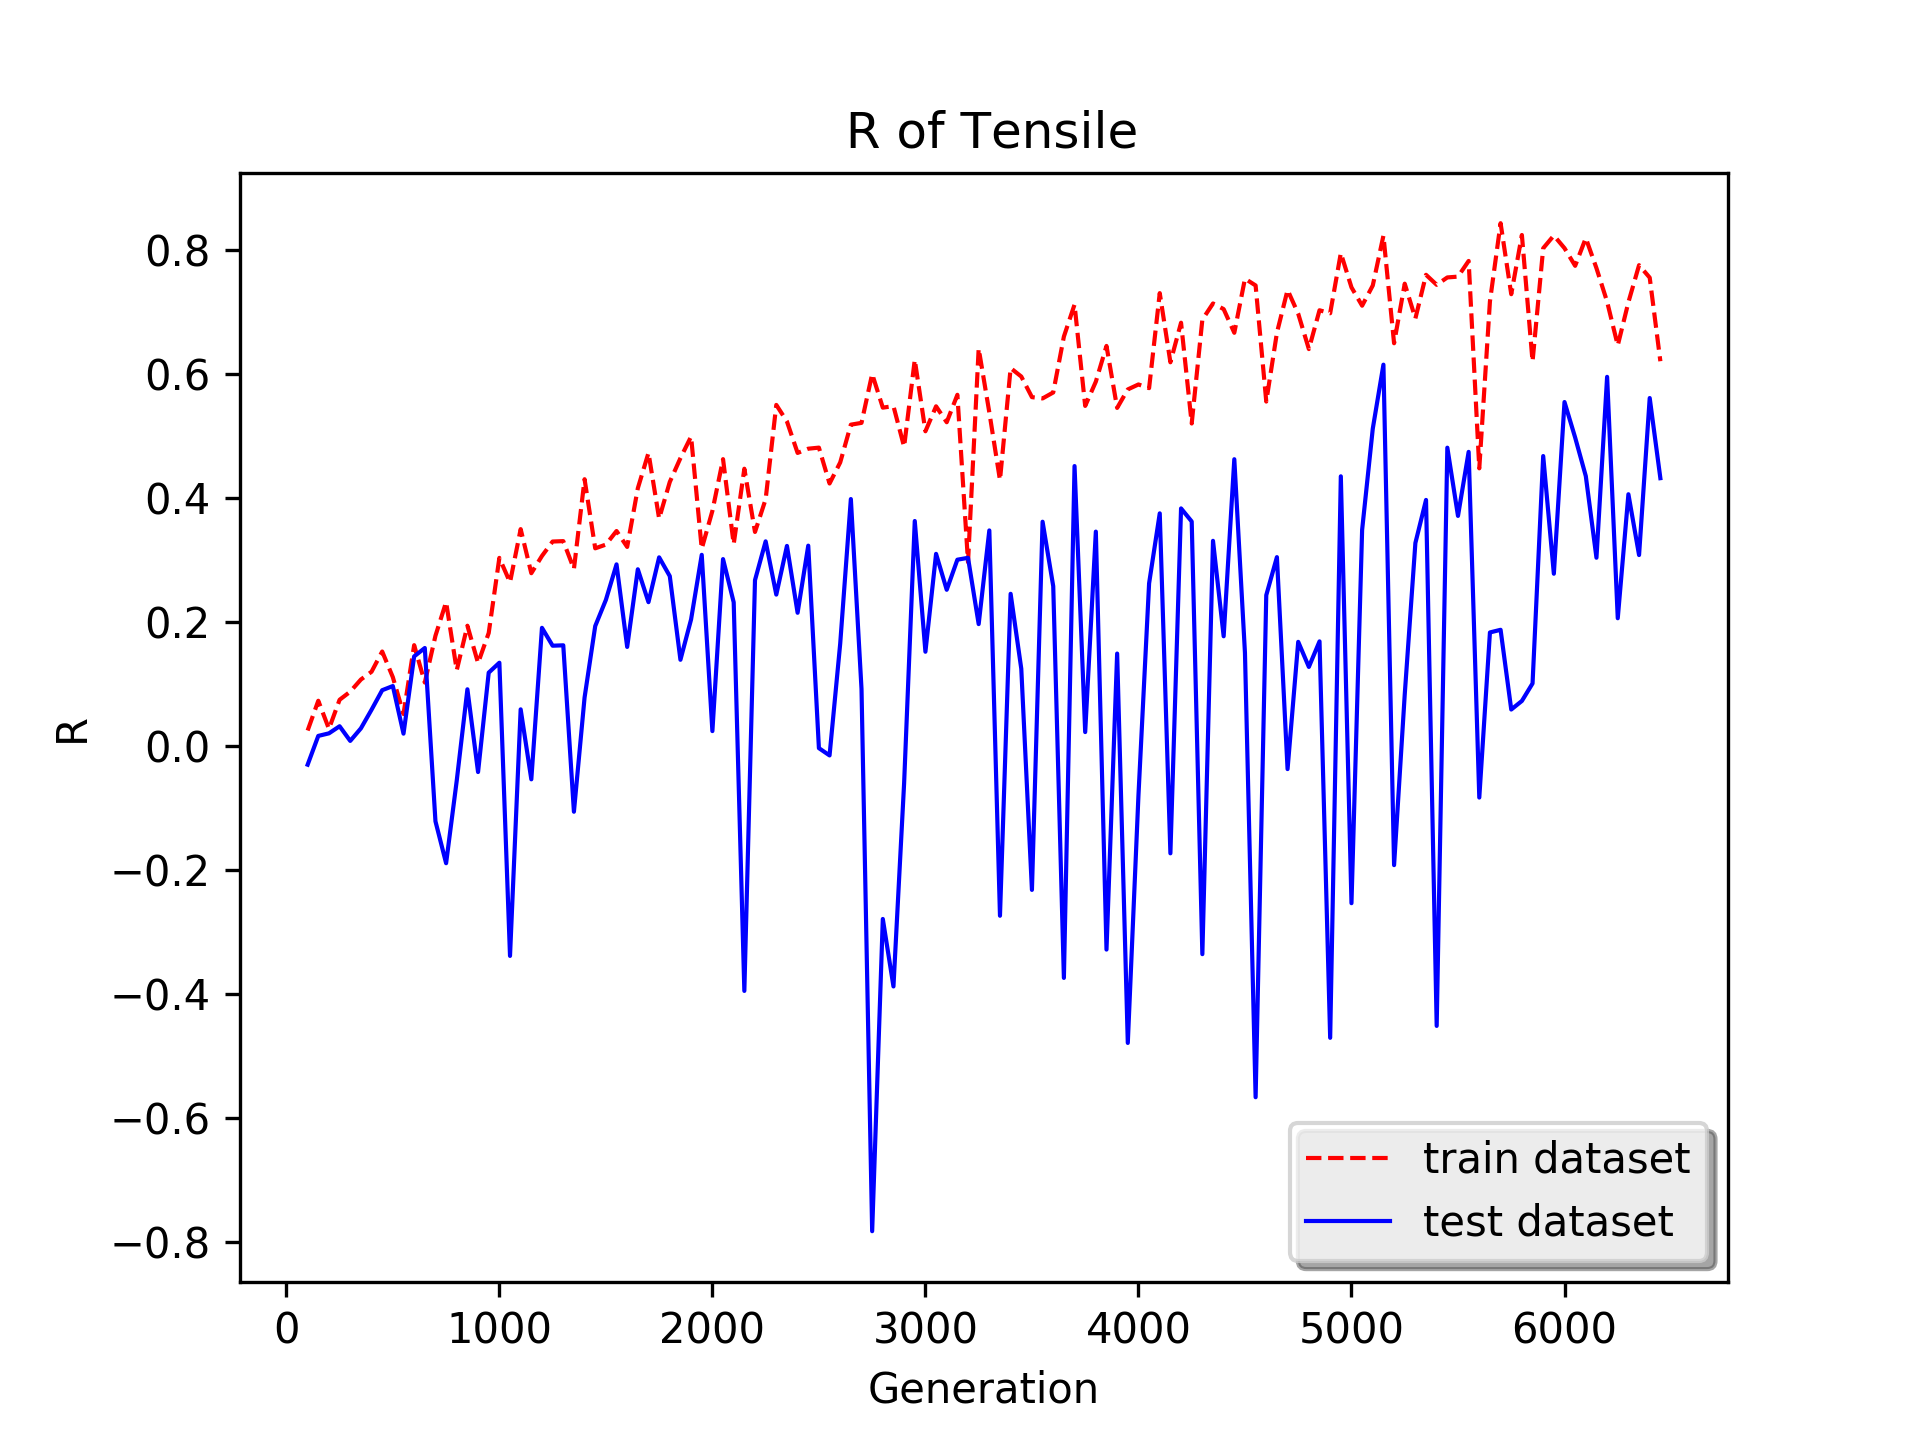 R of Tensile
R
0.8
0.6
0.4
0.2
0.0
−0.2
−0.4
−0.6
−0.8
train dataset
test dataset
0 1000 2000 3000 4000 5000 6000
Generation